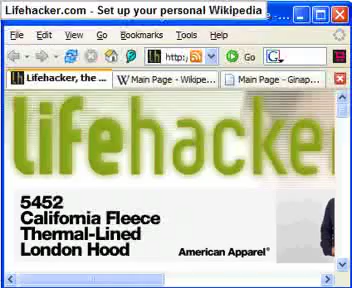 Lifehacker.com - Set up your personal Wikipedia
File Edit View Go Bookmarks Tools Help
http: Go G
Lifehacker, the ... Main Page - Wikipe... Main Page - Ginap...
lifehacker
5452
California Fleece
Thermal-Lined
London Hood
American Apparel®